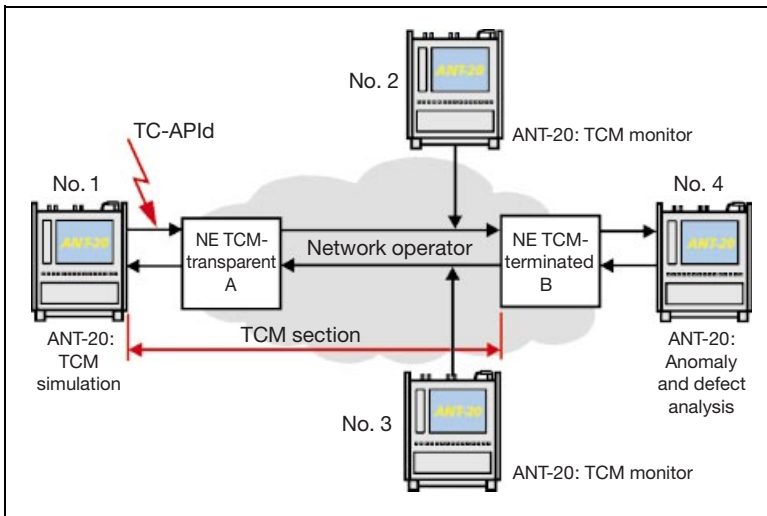 ANT-20
No. 2
TC-APId
ANT-20: TCM monitor
No. 1
No. 4
ANT-20
NE TCM-
transparent
A
Network operator
NE TCM-
terminated
B
ANT-20
ANT-20:
TCM
simulation
TCM section
ANT-20:
Anomaly
and defect
analysis
No. 3
ANT-20
ANT-20: TCM monitor